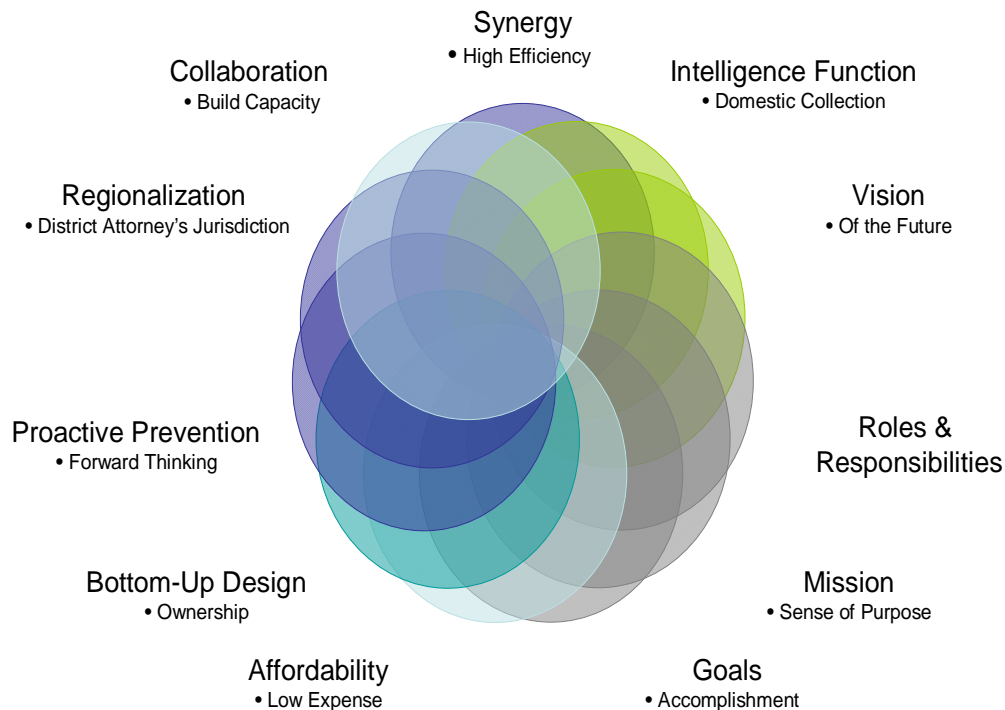 Synergy
• High Efficiency
Collaboration
• Build Capacity
Intelligence Function
• Domestic Collection
Regionalization
• District Attorney's Jurisdiction
Vision
• Of the Future
Proactive Prevention
• Forward Thinking
Roles &
Responsibilities
Bottom-Up Design
• Ownership
Mission
• Sense of Purpose
Affordability
• Low Expense
Goals
• Accomplishment